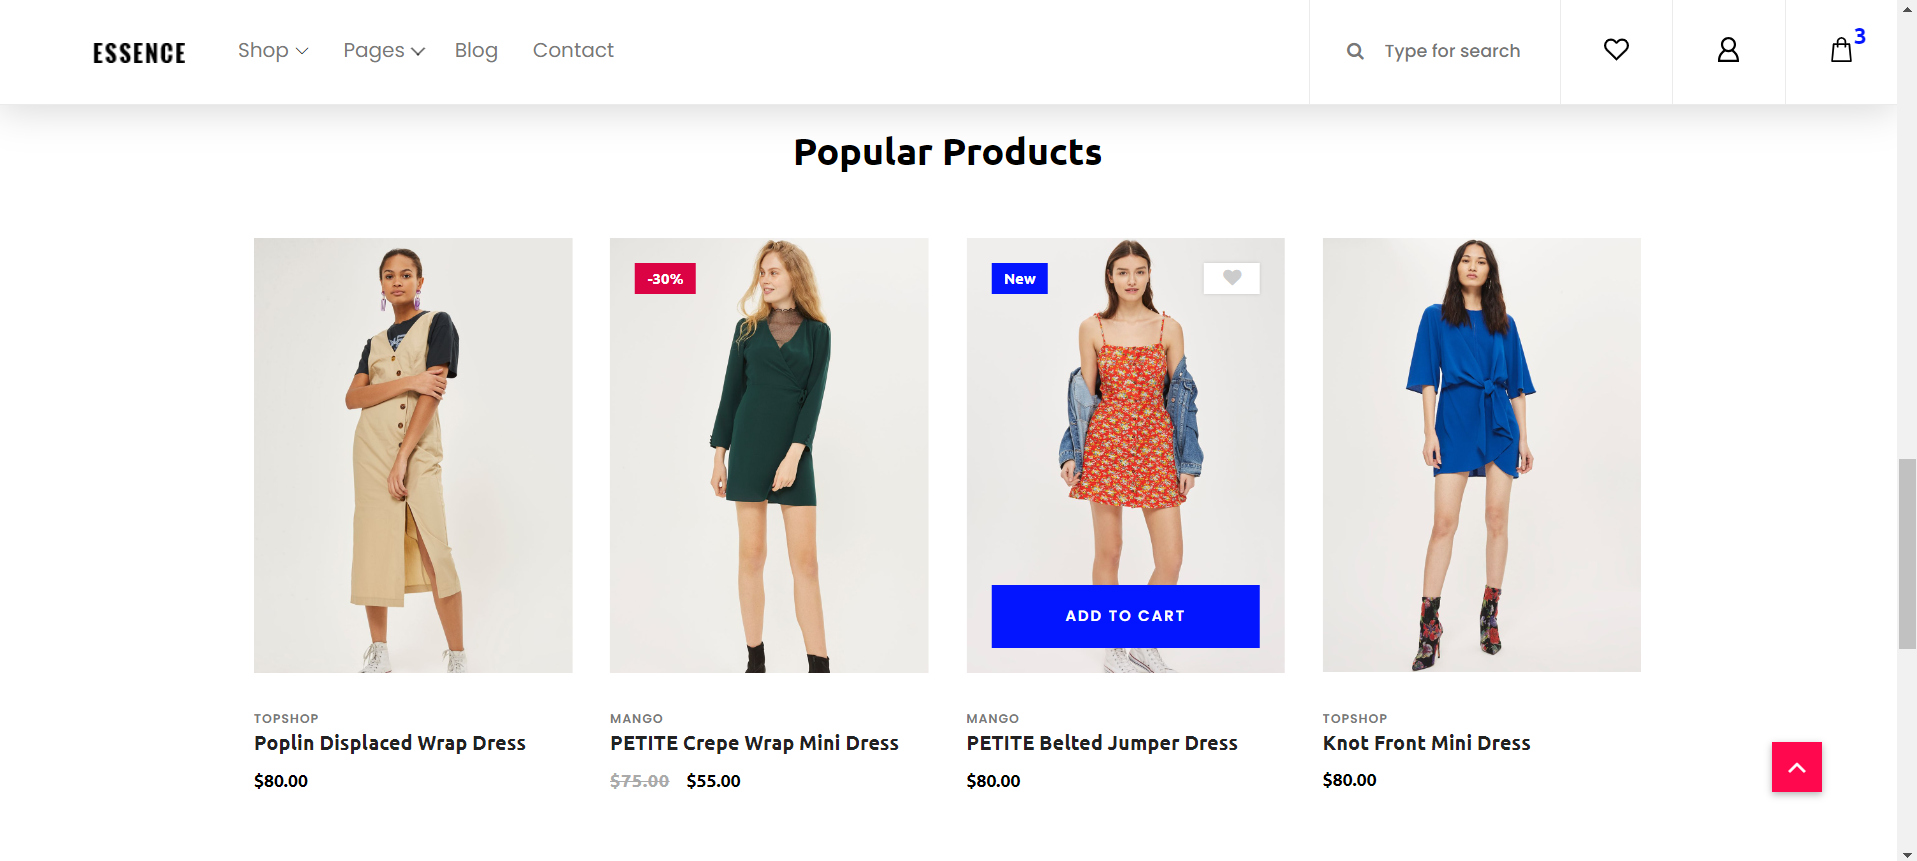 ESSENCE
Shop
Pages
Blog
Contact
Type for search
3
Popular Products
-30%
New
ADD TO CART
TOPSHOP
Poplin Displaced Wrap Dress
$80.00
MANGO
PETITE Crepe Wrap Mini Dress
$75.00 $55.00
MANGO
PETITE Belted Jumper Dress
$80.00
TOPSHOP
Knot Front Mini Dress
$80.00